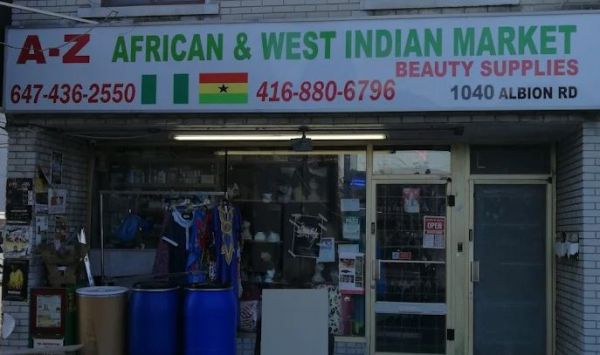 A-Z AFRICAN & WEST INDIAN MARKET
BEAUTY SUPPLIES
647-436-2550 416-880-6796 1040 ALBION RD
OPEN